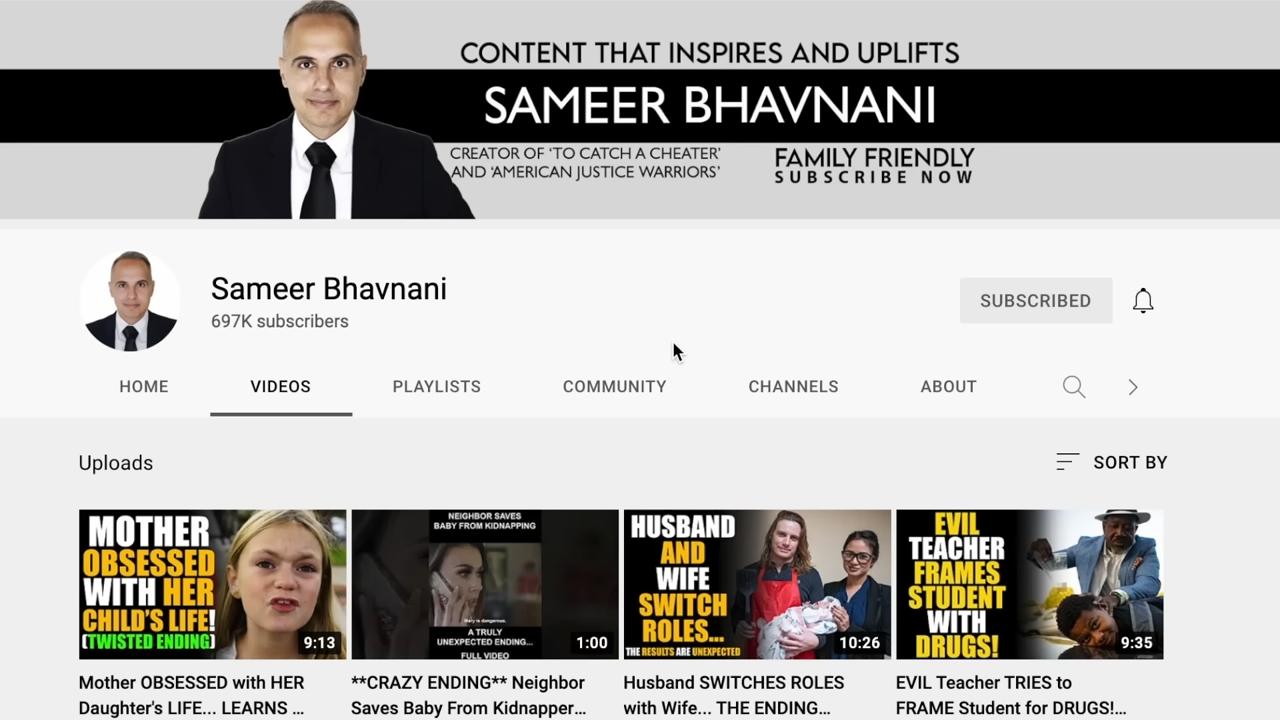 CONTENT THAT INSPIRES AND UPLIFTS
SAMEER BHAVNANI
CREATOR OF 'TO CATCH A CHEATER'
AND 'AMERICAN JUSTICE WARRIORS'
FAMILY FRIENDLY
SUBSCRIBE NOW
Sameer Bhavnani
697K subscribers
SUBSCRIBED
HOME
VIDEOS
PLAYLISTS
COMMUNITY
CHANNELS
ABOUT
Uploads
SORT BY
MOTHER
OBSESSED
WITH HER
CHILD'S LIFE!
(TWISTED ENDING)
9:13
NEIGHBOR SAVES
BABY FROM KIDNAPPING
Harry is dangerous.
A TRULY
UNEXPECTED ENDING...
FULL VIDEO
1:00
HUSBAND
AND
WIFE
SWITCH
ROLES...
THE RESULTS ARE UNEXPECTED
10:26
EVIL
TEACHER
FRAMES
STUDENT
WITH
DRUGS!
9:35
Mother OBSESSED with HER
Daughter's LIFE... LEARNS ...
**CRAZY ENDING** Neighbor
Saves Baby From Kidnapper...
Husband SWITCHES ROLES
with Wife... THE ENDING...
EVIL Teacher TRIES to
FRAME Student for DRUGS!...